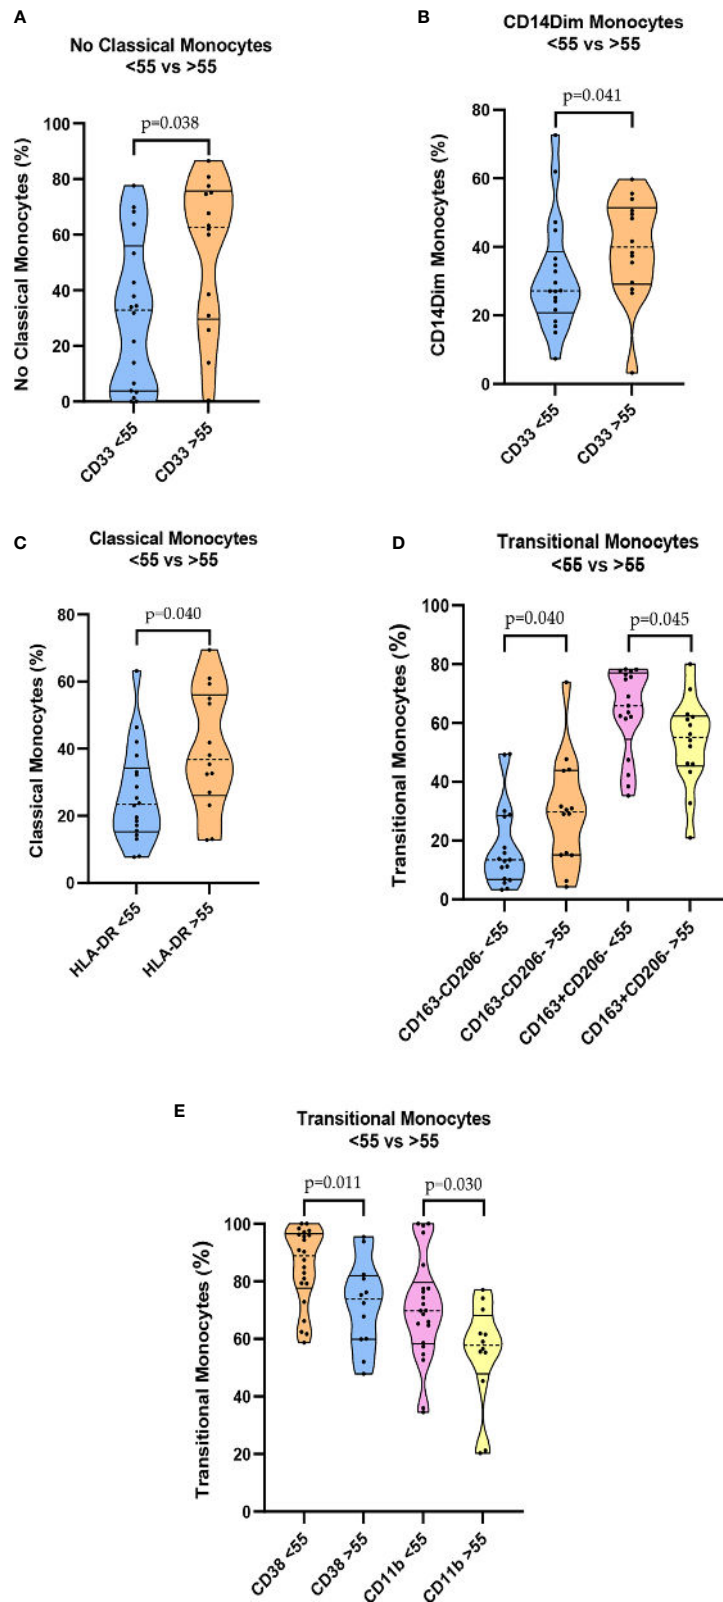 A
No Classical Monocytes
<55 vs >55
p=0.038
No Classical Monocytes (%)
100
80
60
40
20
0
CD33 <55
CD33 >55
B
CD14Dim Monocytes
<55 vs >55
p=0.041
CD14Dim Monocytes (%)
80
60
40
20
0
CD33 <55
CD33 >55
C
Classical Monocytes
<55 vs >55
p=0.040
Classical Monocytes (%)
80
60
40
20
0
HLA-DR <55
HLA-DR >55
D
Transitional Monocytes
<55 vs >55
p=0.040
p=0.045
Transitional Monocytes (%)
100
80
60
40
20
0
CD163-CD206- <55
CD163-CD206- >55
CD163+CD206- <55
CD163+CD206- >55
E
Transitional Monocytes
<55 vs >55
p=0.011
p=0.030
Transitional Monocytes (%)
100
80
60
40
20
0
CD38 <55
CD38 >55
CD11b <55
CD11b >55